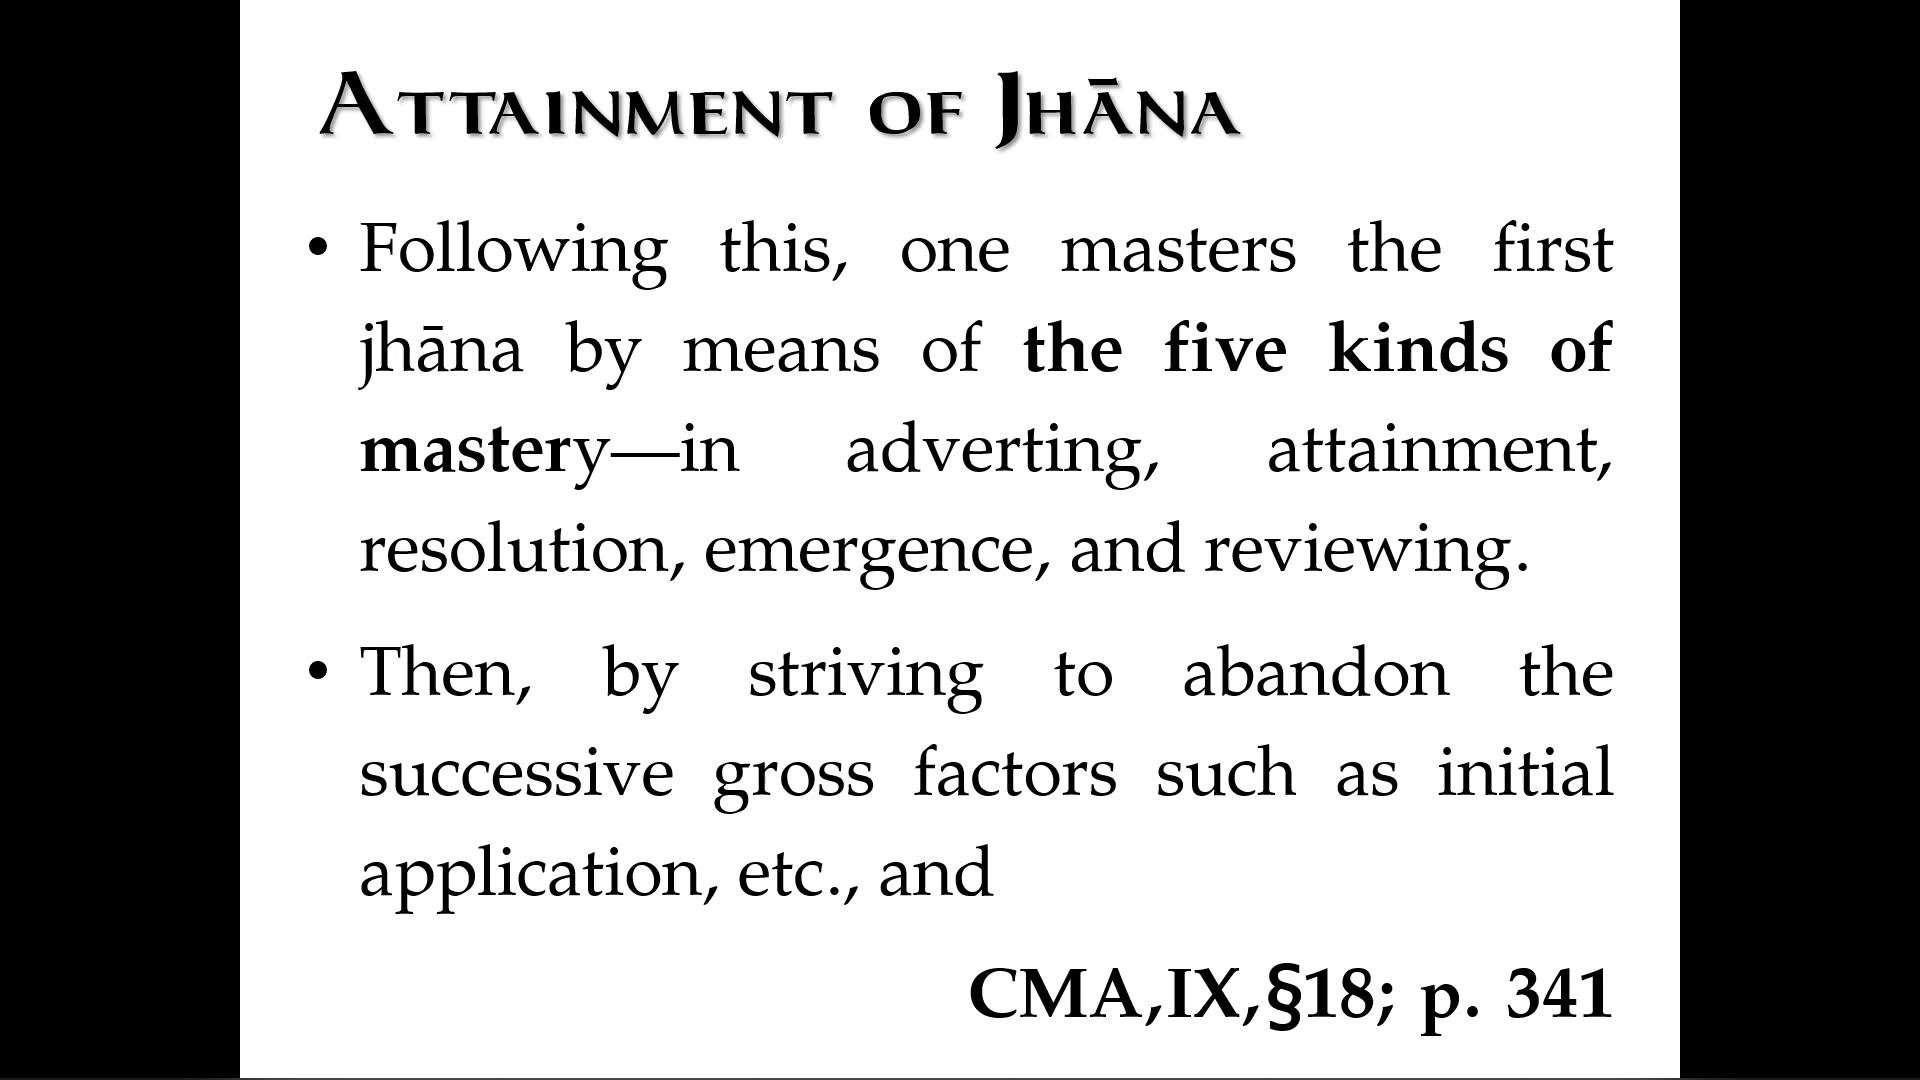 Attainment of Jhāna
• Following this, one masters the first
jhāna by means of the five kinds of
mastery—in adverting, attainment,
resolution, emergence, and reviewing.
• Then, by striving to abandon the
successive gross factors such as initial
application, etc., and
CMA,IX,§18; p. 341